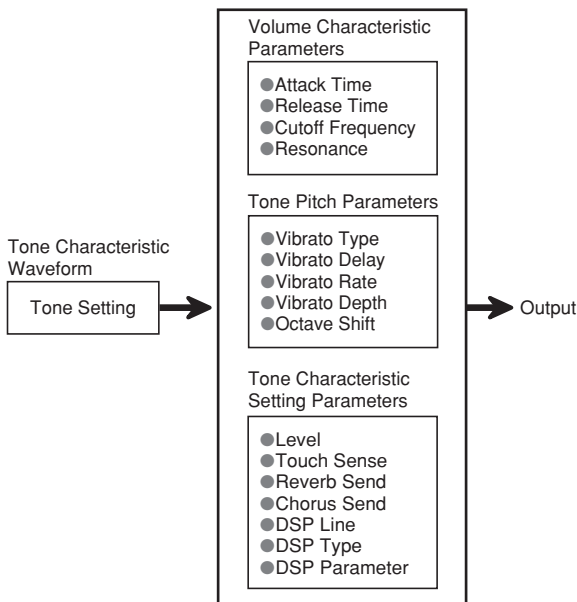 Volume Characteristic
Parameters
●Attack Time
●Release Time
●Cutoff Frequency
●Resonance
Tone Pitch Parameters
●Vibrato Type
●Vibrato Delay
●Vibrato Rate
●Vibrato Depth
●Octave Shift
Tone Characteristic
Waveform
Tone Setting
Output
Tone Characteristic
Setting Parameters
●Level
●Touch Sense
●Reverb Send
●Chorus Send
●DSP Line
●DSP Type
●DSP Parameter